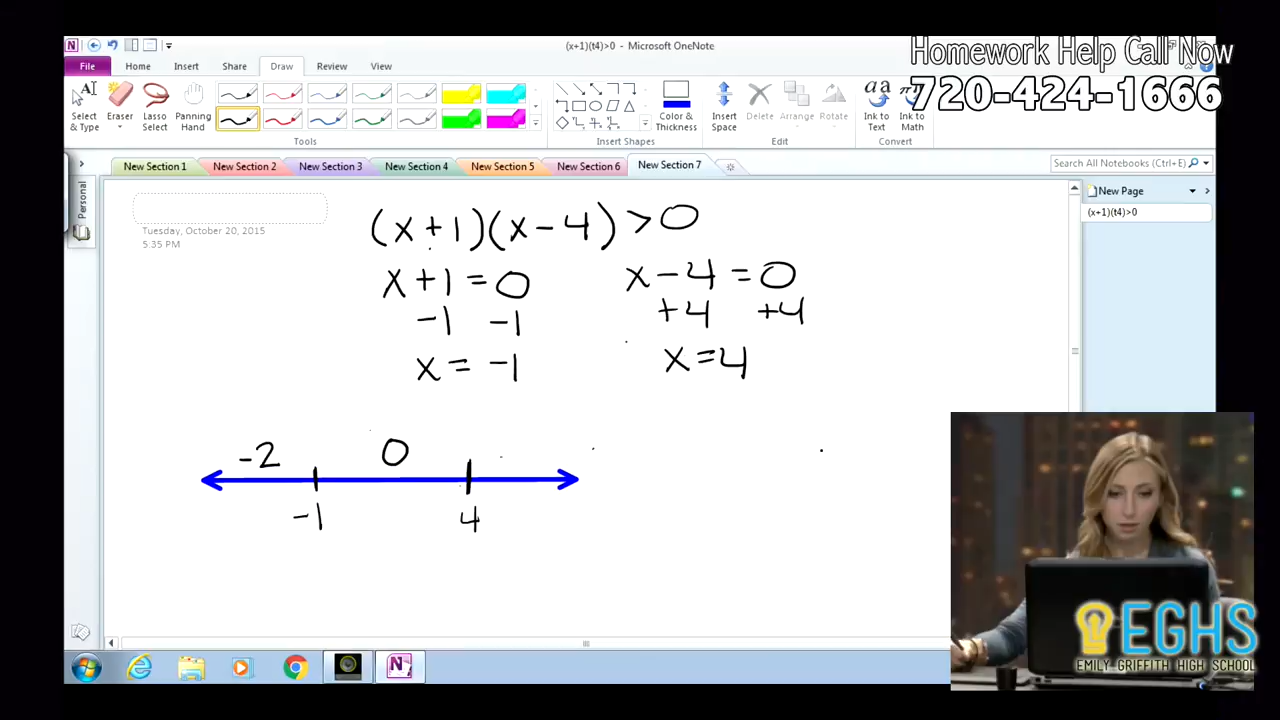 (x+1)(t4)>0 - Microsoft OneNote
Homework Help Call Now
720-424-1666
File Home Insert Share Draw Review View
Select & Type
Eraser
Lasso Select
Panning Hand
Color & Thickness
Insert Space
Delete
Arrange
Rotate
Ink to Text
Ink to Math
Tools
Insert Shapes
Edit
Convert
New Section 1 New Section 2 New Section 3 New Section 4 New Section 5 New Section 6 New Section 7
Search All Notebooks (Ctrl+E)
Personal
New Page
(x+1)(t4)>0
Tuesday, October 20, 2015
5:35 PM
(x+1)(x-4)>0
x+1=0 x-4=0
-1 -1 +4 +4
x=-1 x=4
-2 0
-1 4
EGHS
EMILY GRIFFITH HIGH SCHOOL